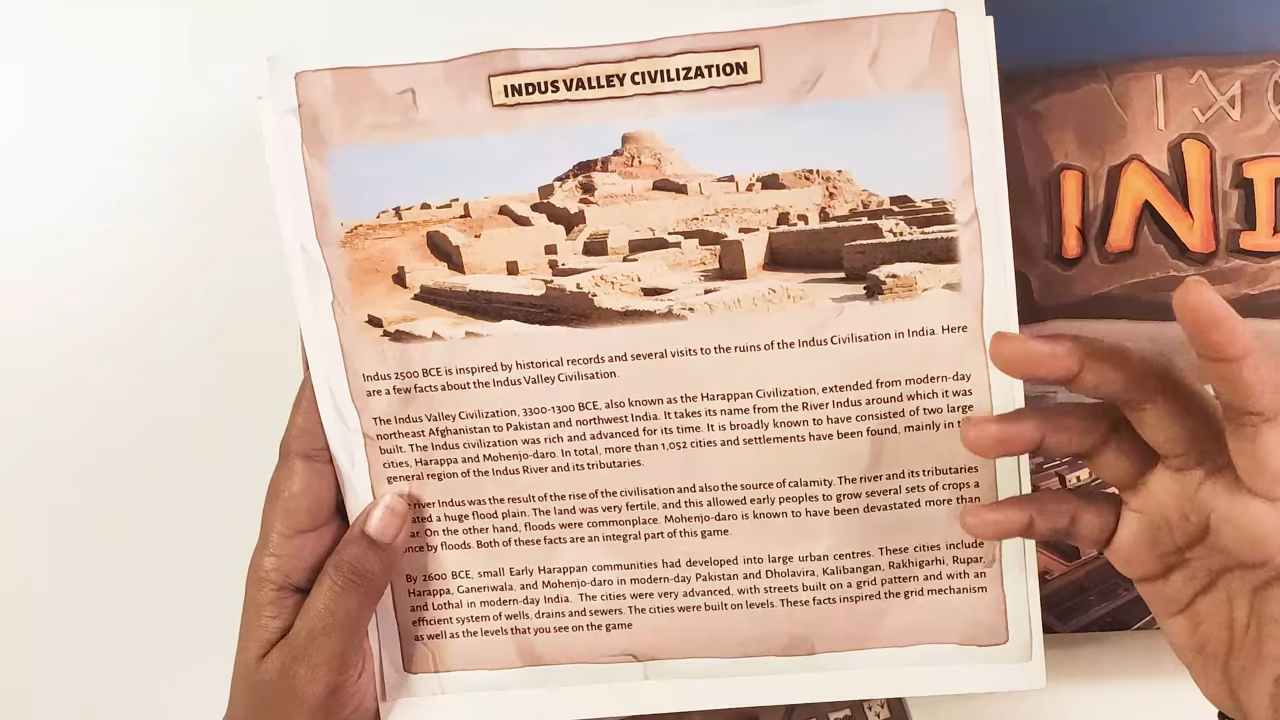 INDUS VALLEY CIVILIZATION
Indus 2500 BCE is inspired by historical records and several visits to the ruins of the Indus Civilisation in India. Here
are a few facts about the Indus Valley Civilisation.
The Indus Valley Civilization, 3300-1300 BCE, also known as the Harappan Civilization, extended from modern-day
northeast Afghanistan to Pakistan and northwest India. It takes its name from the River Indus around which it was
built. The Indus civilization was rich and advanced for its time. It is broadly known to have consisted of two large
cities, Harappa and Mohenjo-daro. In total, more than 1,052 cities and settlements have been found, mainly in
general region of the Indus River and its tributaries.
river Indus was the result of the rise of the civilisation and also the source of calamity. The river and its tributaries
a huge flood plain. The land was very fertile, and this allowed early peoples to grow several sets of crops a
On the other hand, floods were commonplace. Mohenjo-daro is known to have been devastated more than
by floods. Both of these facts are an integral part of this game.
By 2600 BCE, small Early Harappan communities had developed into large urban centres. These cities include
Harappa, Ganeriwala, and Mohenjo-daro in modern-day Pakistan and Dholavira, Kalibangan, Rakhigarhi, Rupar,
and Lothal in modern-day India. The cities were very advanced, with streets built on a grid pattern and with an
efficient system of wells, drains and sewers. The cities were built on levels. These facts inspired the grid mechanism
as well as the levels that you see on the game